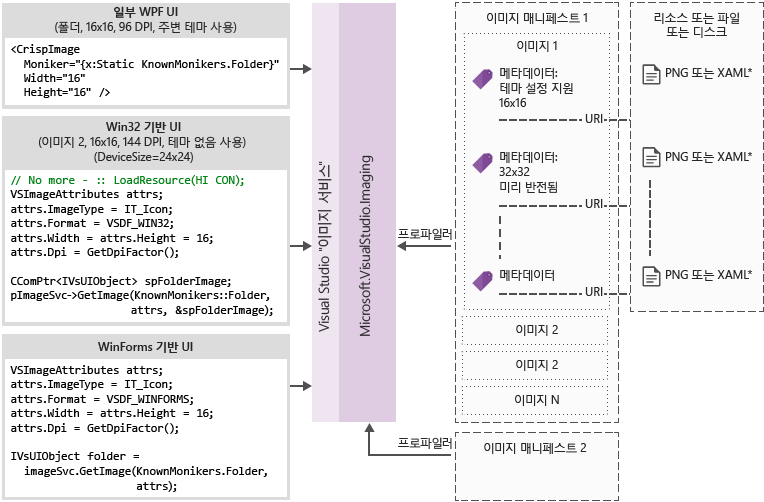 일부 WPF UI
(폴더, 16x16, 96 DPI, 주변 테마 사용)
<CrispImage
Moniker="{x:Static KnownMonikers.Folder}"
Width="16"
Height="16" />
Win32 기반 UI
(이미지 2, 16x16, 144 DPI, 테마 없음 사용)
(DeviceSize=24x24)
// No more - :: LoadResource(HI CON);
VSImageAttributes attrs;
attrs.ImageType = IT_Icon;
attrs.Format = VSDF_WIN32;
attrs.Width = attrs.Height = 16;
attrs.Dpi = GetDpiFactor();
CComPtr<IVsUIObject> spFolderImage;
pImageSvc->GetImage(KnownMonikers::Folder,
attrs, &spFolderImage);
WinForms 기반 UI
VSImageAttributes attrs;
attrs.ImageType = IT_Icon;
attrs.Format = VSDF_WINFORMS;
attrs.Width = attrs.Height = 16;
attrs.Dpi = GetDpiFactor();
IVsUIObject folder =
imageSvc.GetImage(KnownMonikers.Folder,
attrs);
Visual Studio "이미지 서비스"
Microsoft.VisualStudio.Imaging
프로파일러
프로파일러
이미지 매니페스트 1
이미지 1
메타데이터:
테마 설정 지원
16x16
URI
메타데이터:
32x32
미리 반전됨
URI
메타데이터
URI
이미지 2
이미지 2
이미지 N
이미지 매니페스트 2
리소스 또는 파일
또는 디스크
PNG 또는 XAML*
PNG 또는 XAML*
PNG 또는 XAML*